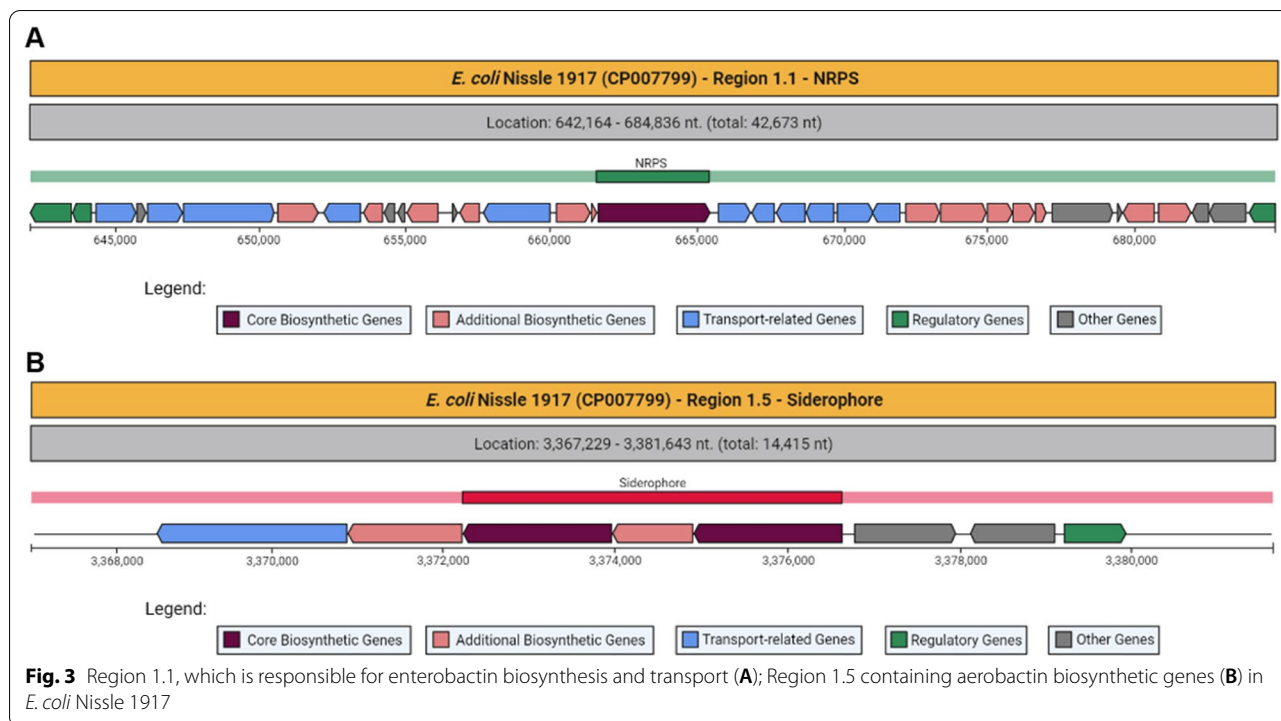 A
E. coli Nissle 1917 (CP007799) - Region 1.1 - NRPS
Location: 642,164 - 684,836 nt. (total: 42,673 nt)
NRPS
645,000 650,000 655,000 660,000 665,000 670,000 675,000 680,000
Legend:
Core Biosynthetic Genes Additional Biosynthetic Genes Transport-related Genes Regulatory Genes Other Genes
B
E. coli Nissle 1917 (CP007799) - Region 1.5 - Siderophore
Location: 3,367,229 - 3,381,643 nt. (total: 14,415 nt)
Siderophore
3,368,000 3,370,000 3,372,000 3,374,000 3,376,000 3,378,000 3,380,000
Legend:
Core Biosynthetic Genes Additional Biosynthetic Genes Transport-related Genes Regulatory Genes Other Genes
Fig. 3 Region 1.1, which is responsible for enterobactin biosynthesis and transport (A); Region 1.5 containing aerobactin biosynthetic genes (B) in
E. coli Nissle 1917